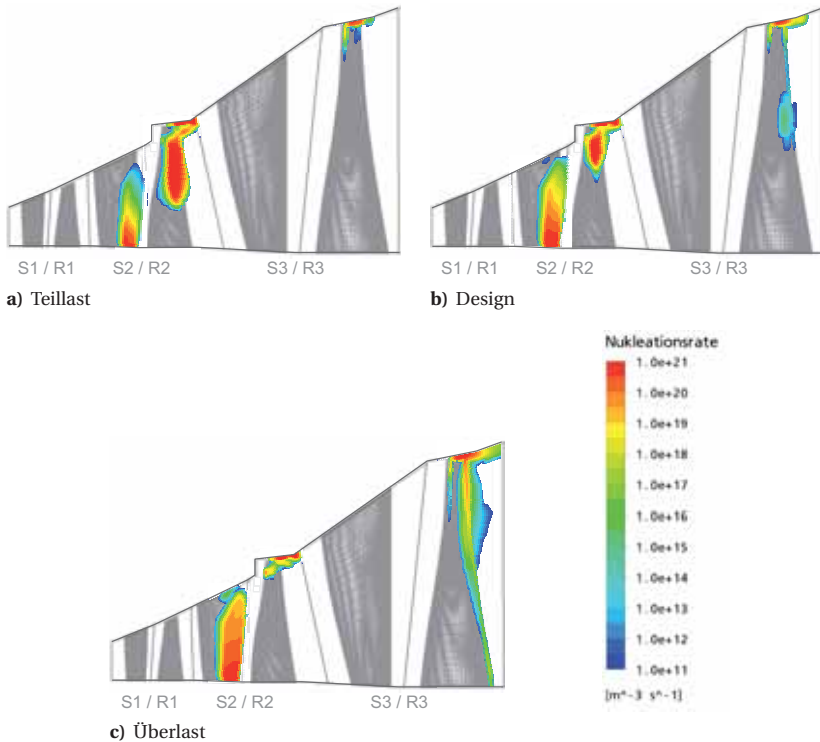 S1 / R1 S2 / R2 S3 / R3
a) Teillast
S1 / R1 S2 / R2 S3 / R3
b) Design
Nukleationsrate
1.0e+21
1.0e+20
1.0e+19
1.0e+18
1.0e+17
1.0e+16
1.0e+15
1.0e+14
1.0e+13
1.0e+12
1.0e+11
[m^-3 s^-1]
S1 / R1 S2 / R2 S3 / R3
c) Überlast